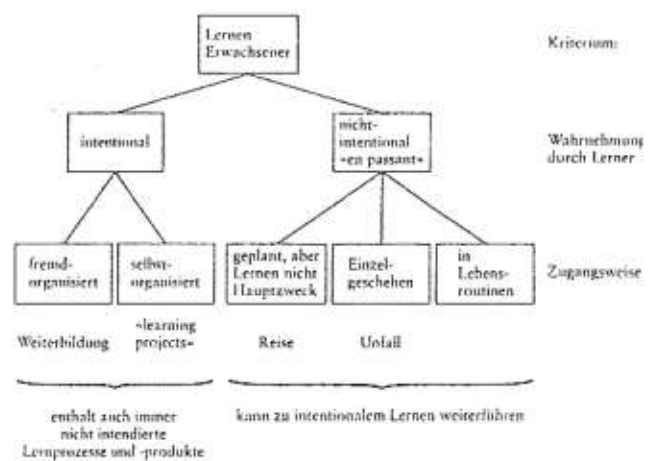 Lernen
Erwachsener
Kriterium:
intentional
nicht-
intentional
»en passant«
Wahrnehmung
durch Lerner
fremd-
organisiert
selbst-
organisiert
geplant, aber
Lernen nicht
Hauptzweck
Einzel-
geschehen
in
Lebens-
routinen
Zugangsweise
Weiterbildung
»learning
projects«
Reise
Unfall
enthalt auch immer
nicht intendierte
Lernprozesse und -produkte
kann zu intentionalem Lernen weiterführen